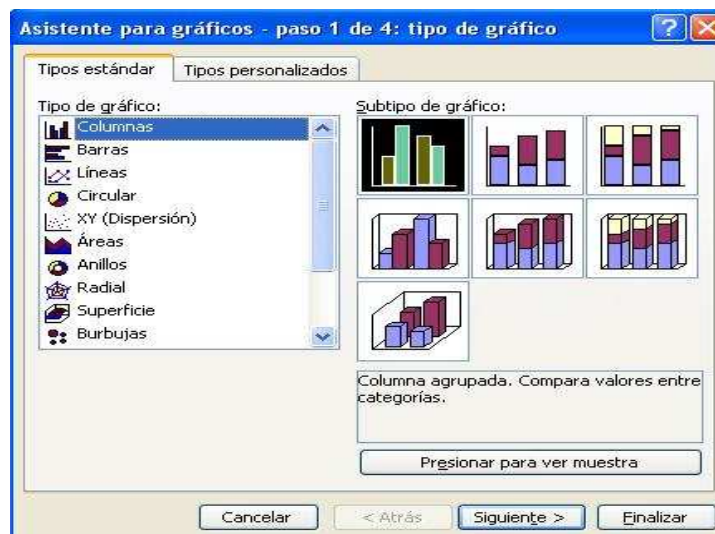 Asistente para gráficos - paso 1 de 4: tipo de gráfico
Tipos estándar
Tipos personalizados
Tipo de gráfico:
Columnas
Barras
Líneas
Circular
XY (Dispersión)
Áreas
Anillos
Radial
Superficie
Burbujas
Subtipo de gráfico:
Columna agrupada. Compara valores entre
categorías.
Presionar para ver muestra
Cancelar
< Atrás
Siguiente >
Finalizar